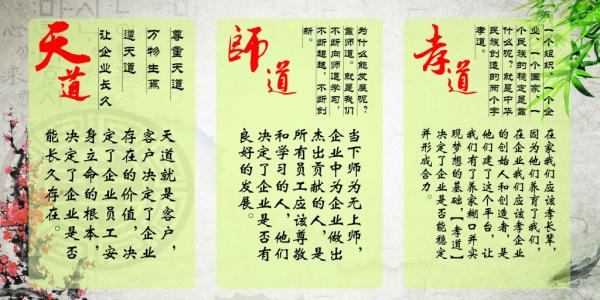 孝道
一个组织、一个企
业、一个国家、一
个民族的稳定是靠
什么呢?就是中华
民族创造的两个字
孝道。
在家我们应该孝长辈,
因为他们养育了我们,
在企业我们应该孝企业
的创始人和创造者,是
他们建了这个平台,让
我们有了养家糊口并实
现梦想的基础,【孝道】
决定了企业是否能稳定
并形成合力。
師道
为什么能发展呢?
靠师道。就是我们
不断向师道学习,
不断超越,不断创
新。
当下师为无上师,
企业中为企业做出
杰出贡献的人,是
所有员工应该尊敬
和学习的人,他们
决定了企业是否有
良好的发展。
天道
尊重天道
万物生焉
遵天道
让企业长久
天道就是客户,
客户决定了企业
存在的价值,决
定了企业员工安
身立命的根本,
决定了企业是否
能长久存在。